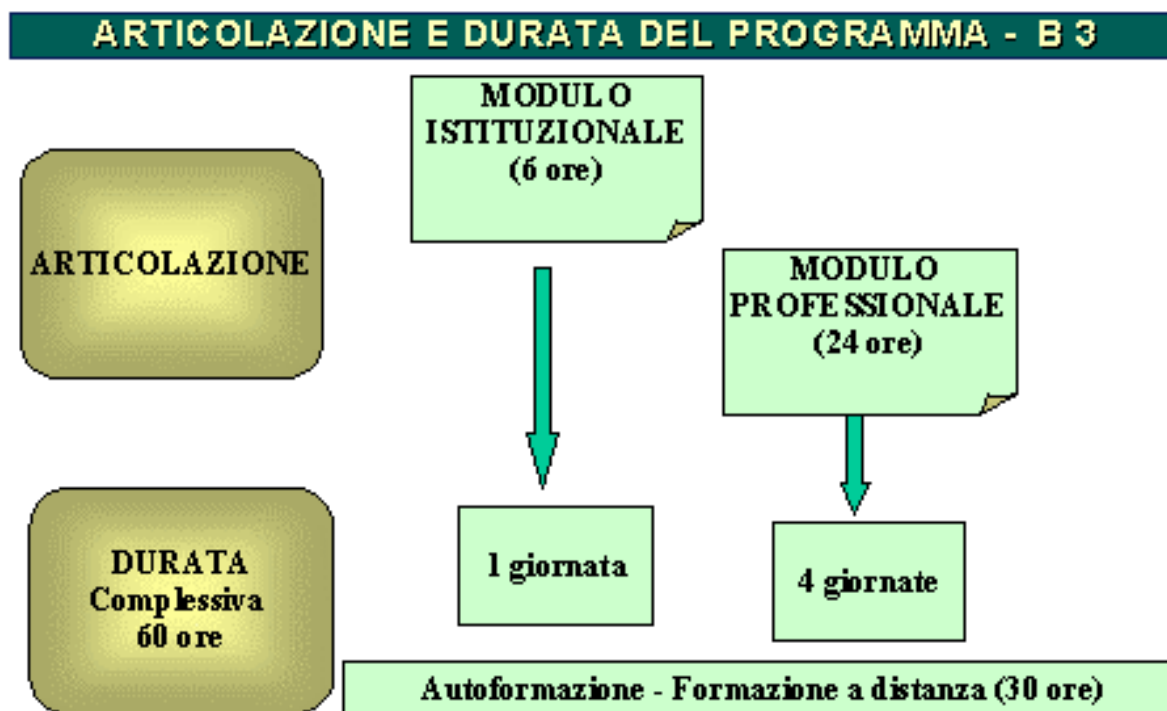 ARTICOLAZIONE E DURATA DEL PROGRAMMA - B 3
MODULO
ISTITUZIONALE
(6 ore)
ARTICOLAZIONE
MODULO
PROFESSIONALE
(24 ore)
DURATA
Complessiva
60 ore
1 giornata
4 giornate
Autoformazione - Formazione a distanza (30 ore)